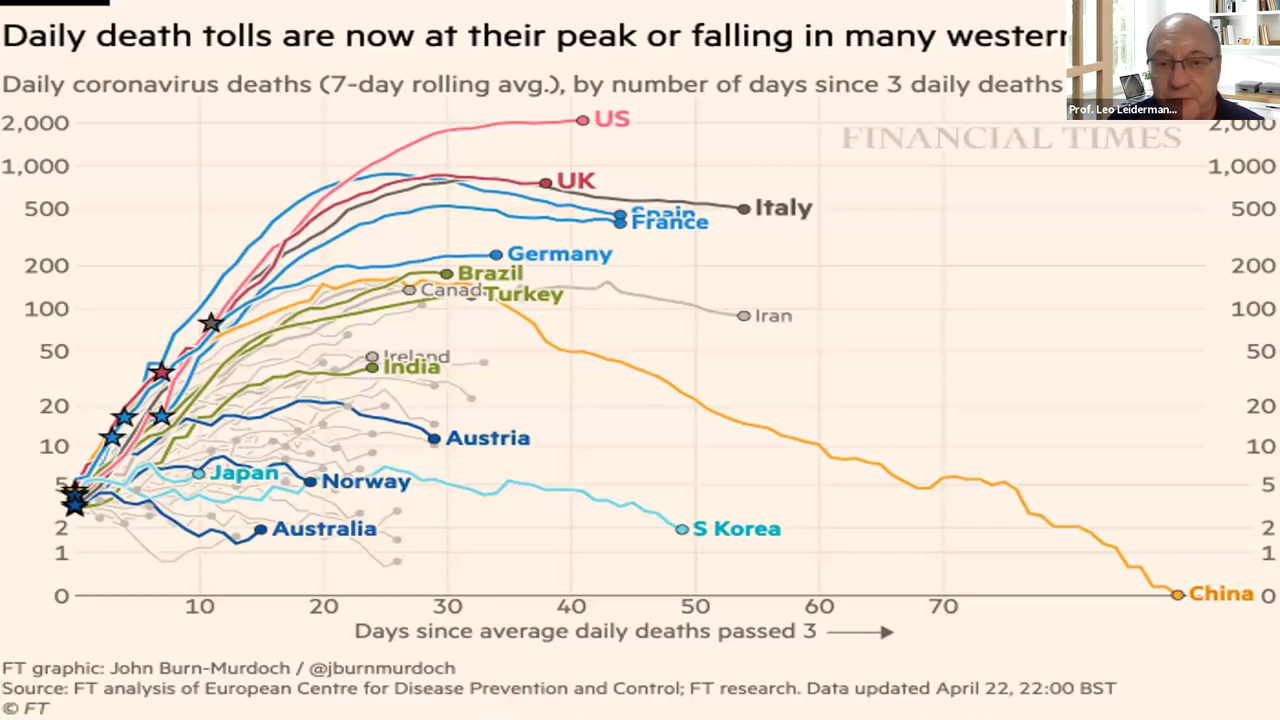 Daily death tolls are now at their peak or falling in many western
Daily coronavirus deaths (7-day rolling avg.), by number of days since 3 daily deaths
Prof. Leo Leiderman...
FINANCIAL TIMES
2,000
1,000
500
200
100
50
20
10
5
2
1
0
US
UK
Italy
Spain
France
Germany
Brazil
Canad
Turkey
Iran
Ireland
India
Austria
Japan
Norway
Australia
S Korea
China
2,000
1,000
500
200
100
50
20
10
5
2
1
0
10 20 30 40 50 60 70
Days since average daily deaths passed 3
FT graphic: John Burn-Murdoch / @jburnmurdoch
Source: FT analysis of European Centre for Disease Prevention and Control; FT research. Data updated April 22, 22:00 BST
© FT